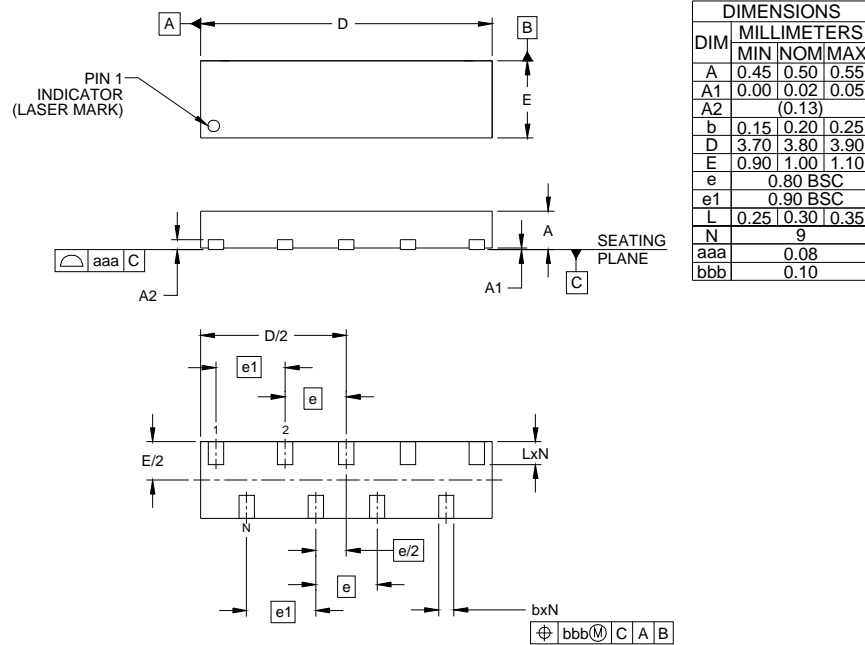 A
D
B
PIN 1
INDICATOR
(LASER MARK)
E
A
SEATING
PLANE
aaa C
A2
A1
C
D/2
e1
e
1
2
E/2
LxN
N
e/2
e
e1
bxN
⌖ bbbⓂ C A B
DIMENSIONS
DIM MILLIMETERS
MIN NOM MAX
A 0.45 0.50 0.55
A1 0.00 0.02 0.05
A2 (0.13)
b 0.15 0.20 0.25
D 3.70 3.80 3.90
E 0.90 1.00 1.10
e 0.80 BSC
e1 0.90 BSC
L 0.25 0.30 0.35
N 9
aaa 0.08
bbb 0.10